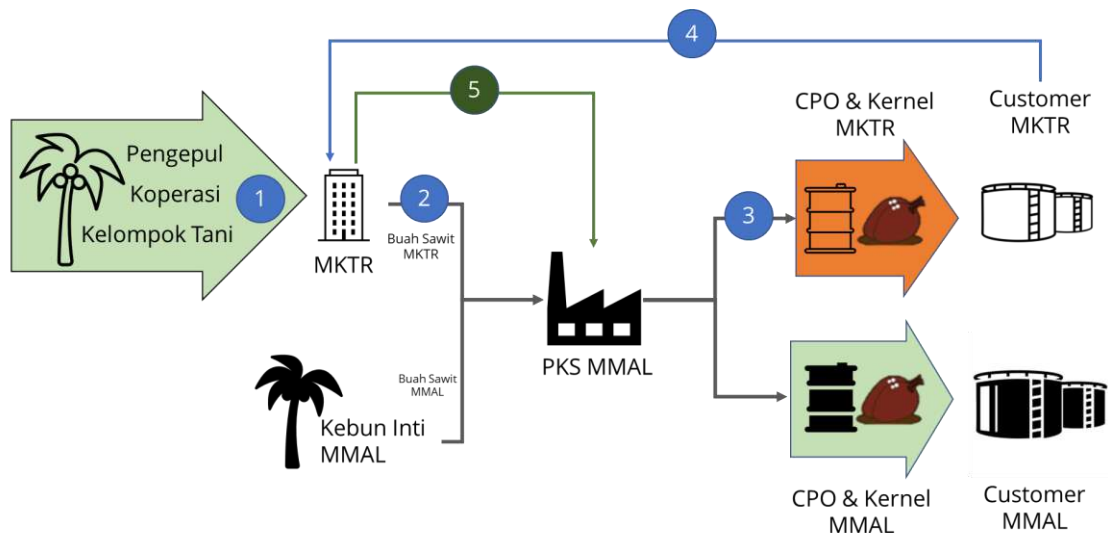 4
5
CPO & Kernel
MKTR
Customer
MKTR
Pengepul
Koperasi
Kelompok Tani
1
2
3
Buah Sawit
MKTR
MKTR
PKS MMAL
Buah Sawit
MMAL
Kebun Inti
MMAL
CPO & Kernel
MMAL
Customer
MMAL